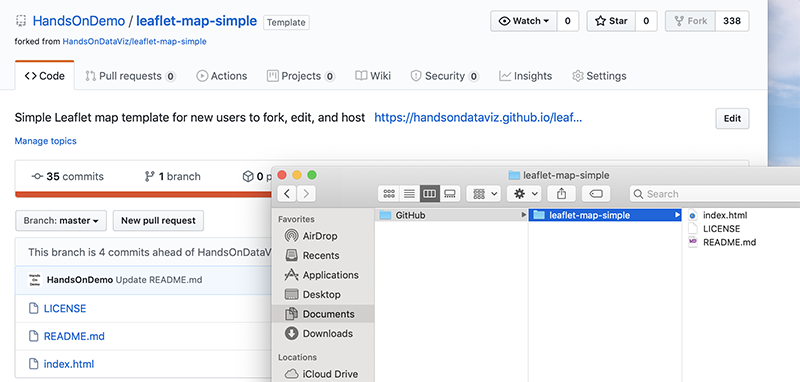 HandsOnDemo / leaflet-map-simple Template
Watch 0 Star 0 Fork 338
forked from HandsOnDataViz/leaflet-map-simple
Code Pull requests 0 Actions Projects 0 Wiki Security 0 Insights Settings
Simple Leaflet map template for new users to fork, edit, and host https://handsondataviz.github.io/leaf... Edit
Manage topics
35 commits 1 branch 0 p
Branch: master New pull request
This branch is 4 commits ahead of HandsOnDataV
HandsOnDemo Update README.md
LICENSE
README.md
index.html
leaflet-map-simple
Search
Favorites
AirDrop
Recents
Applications
Desktop
Documents
Downloads
Locations
iCloud Drive
GitHub
leaflet-map-simple
index.html
LICENSE
README.md